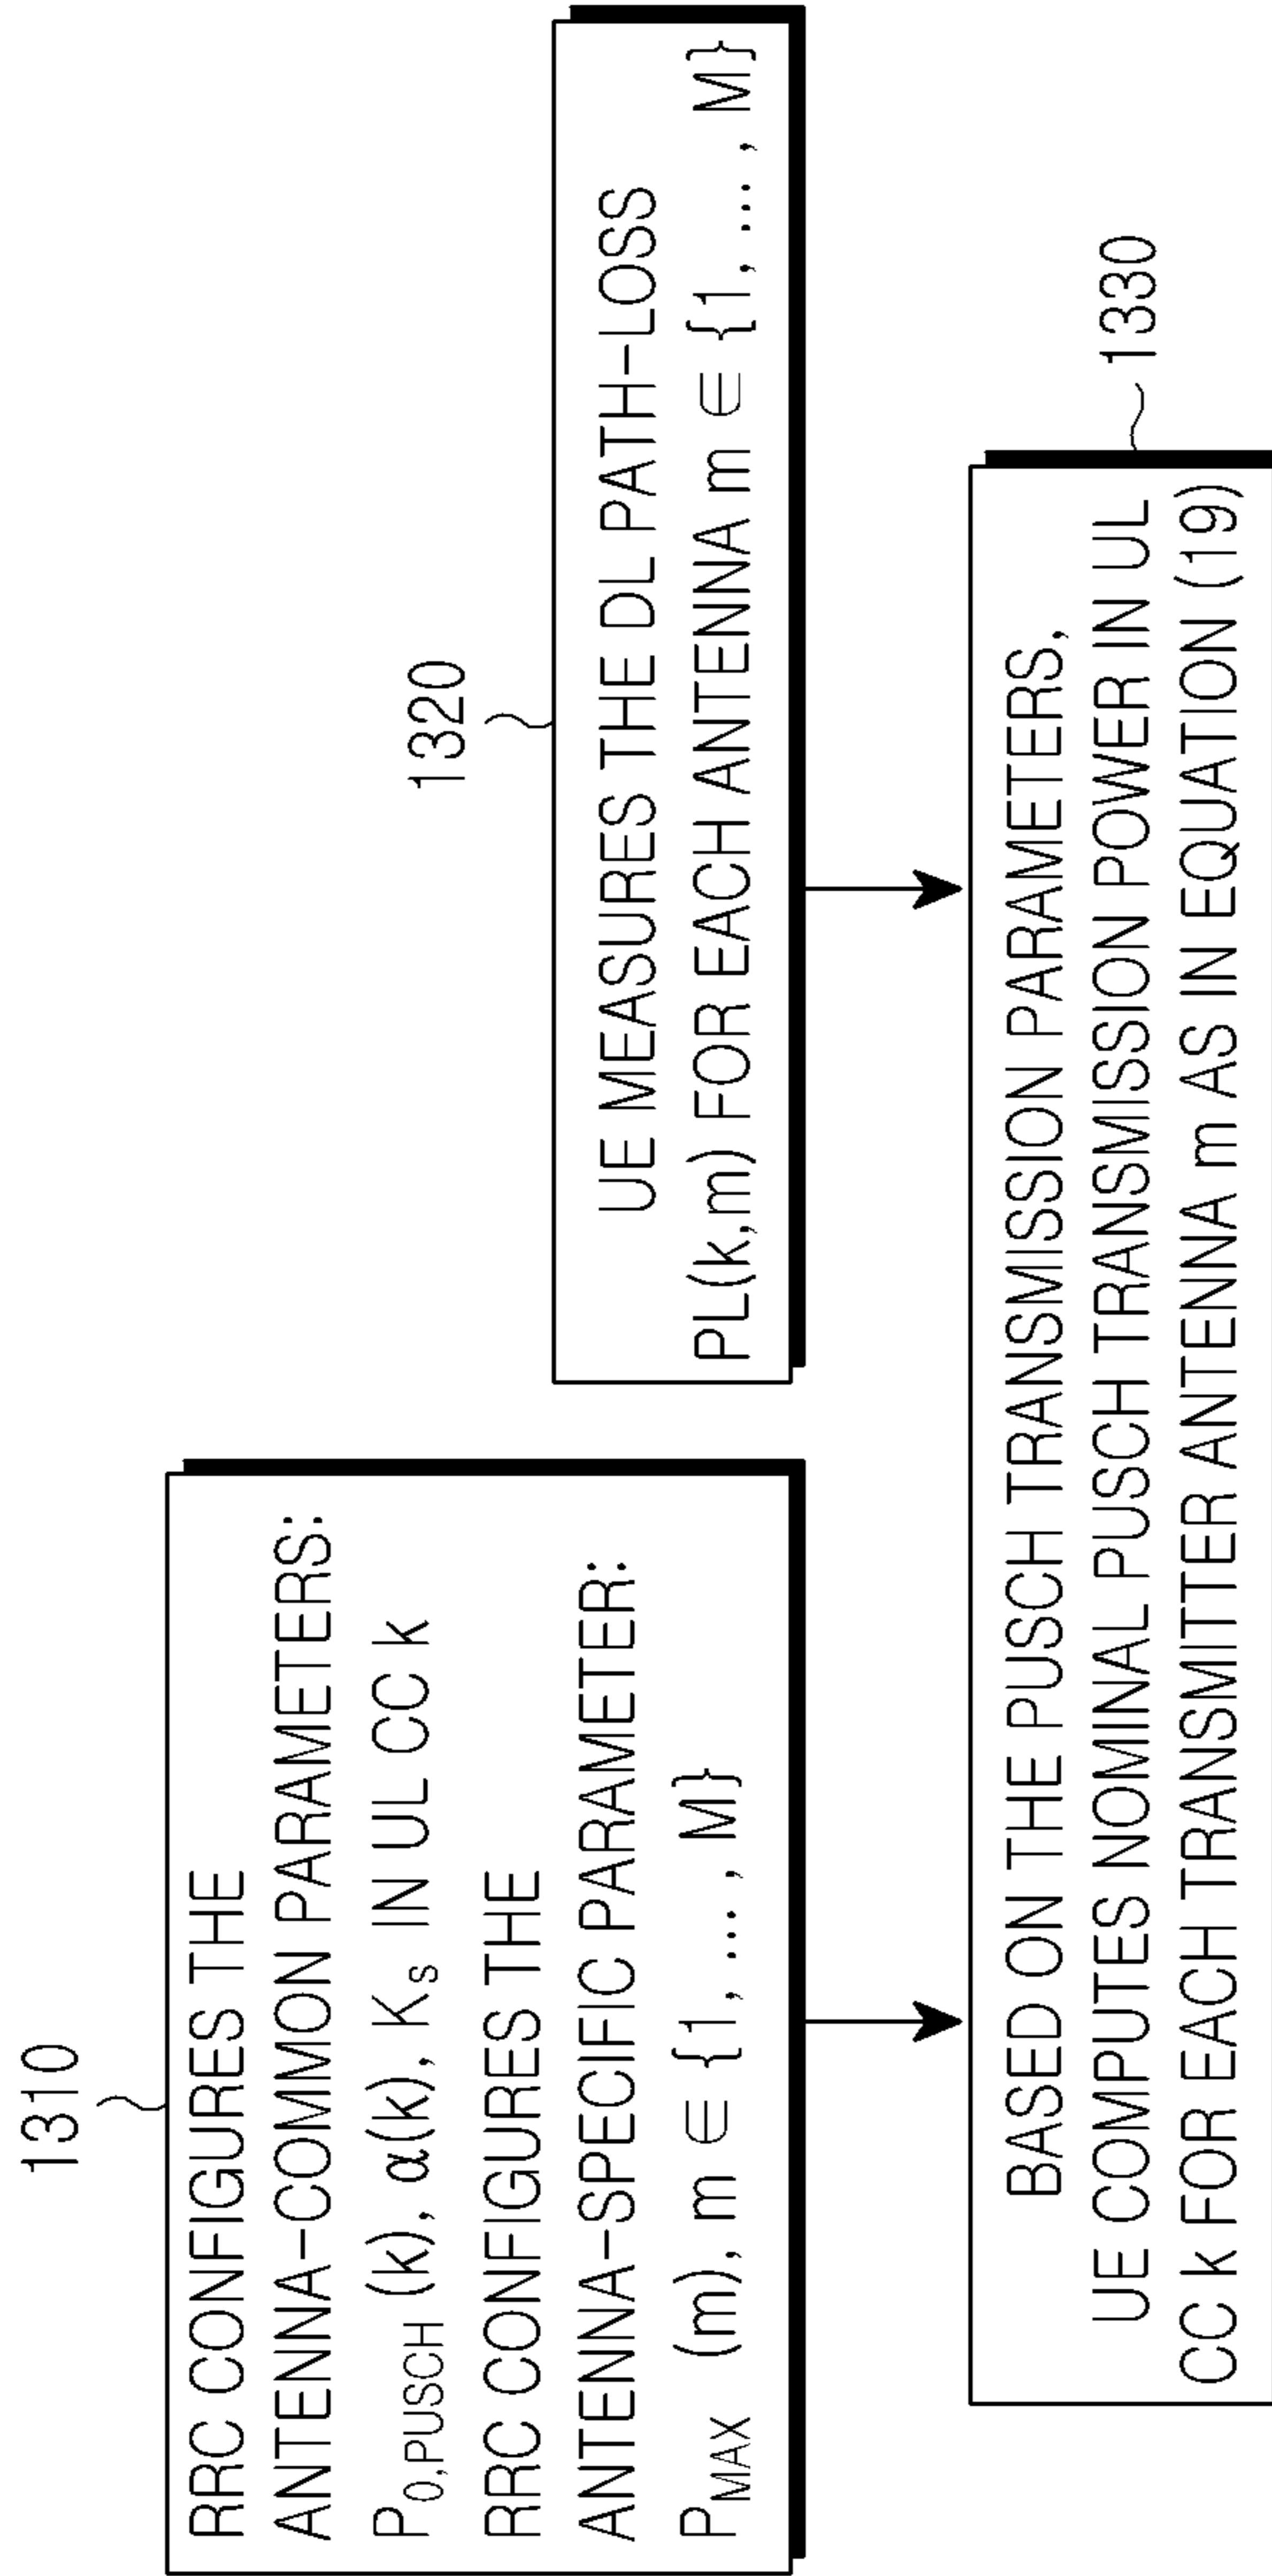 1310
RRC CONFIGURES THE
ANTENNA-COMMON PARAMETERS:
P0,PUSCH (k), α(k), Ks IN UL CC k
RRC CONFIGURES THE
ANTENNA-SPECIFIC PARAMETER:
PMAX (m), m ∈ {1, ... , M}
1320
UE MEASURES THE DL PATH-LOSS
PL(k,m) FOR EACH ANTENNA m ∈ {1, ... , M}
1330
BASED ON THE PUSCH TRANSMISSION PARAMETERS,
UE COMPUTES NOMINAL PUSCH TRANSMISSION POWER IN UL
CC k FOR EACH TRANSMITTER ANTENNA m AS IN EQUATION (19)